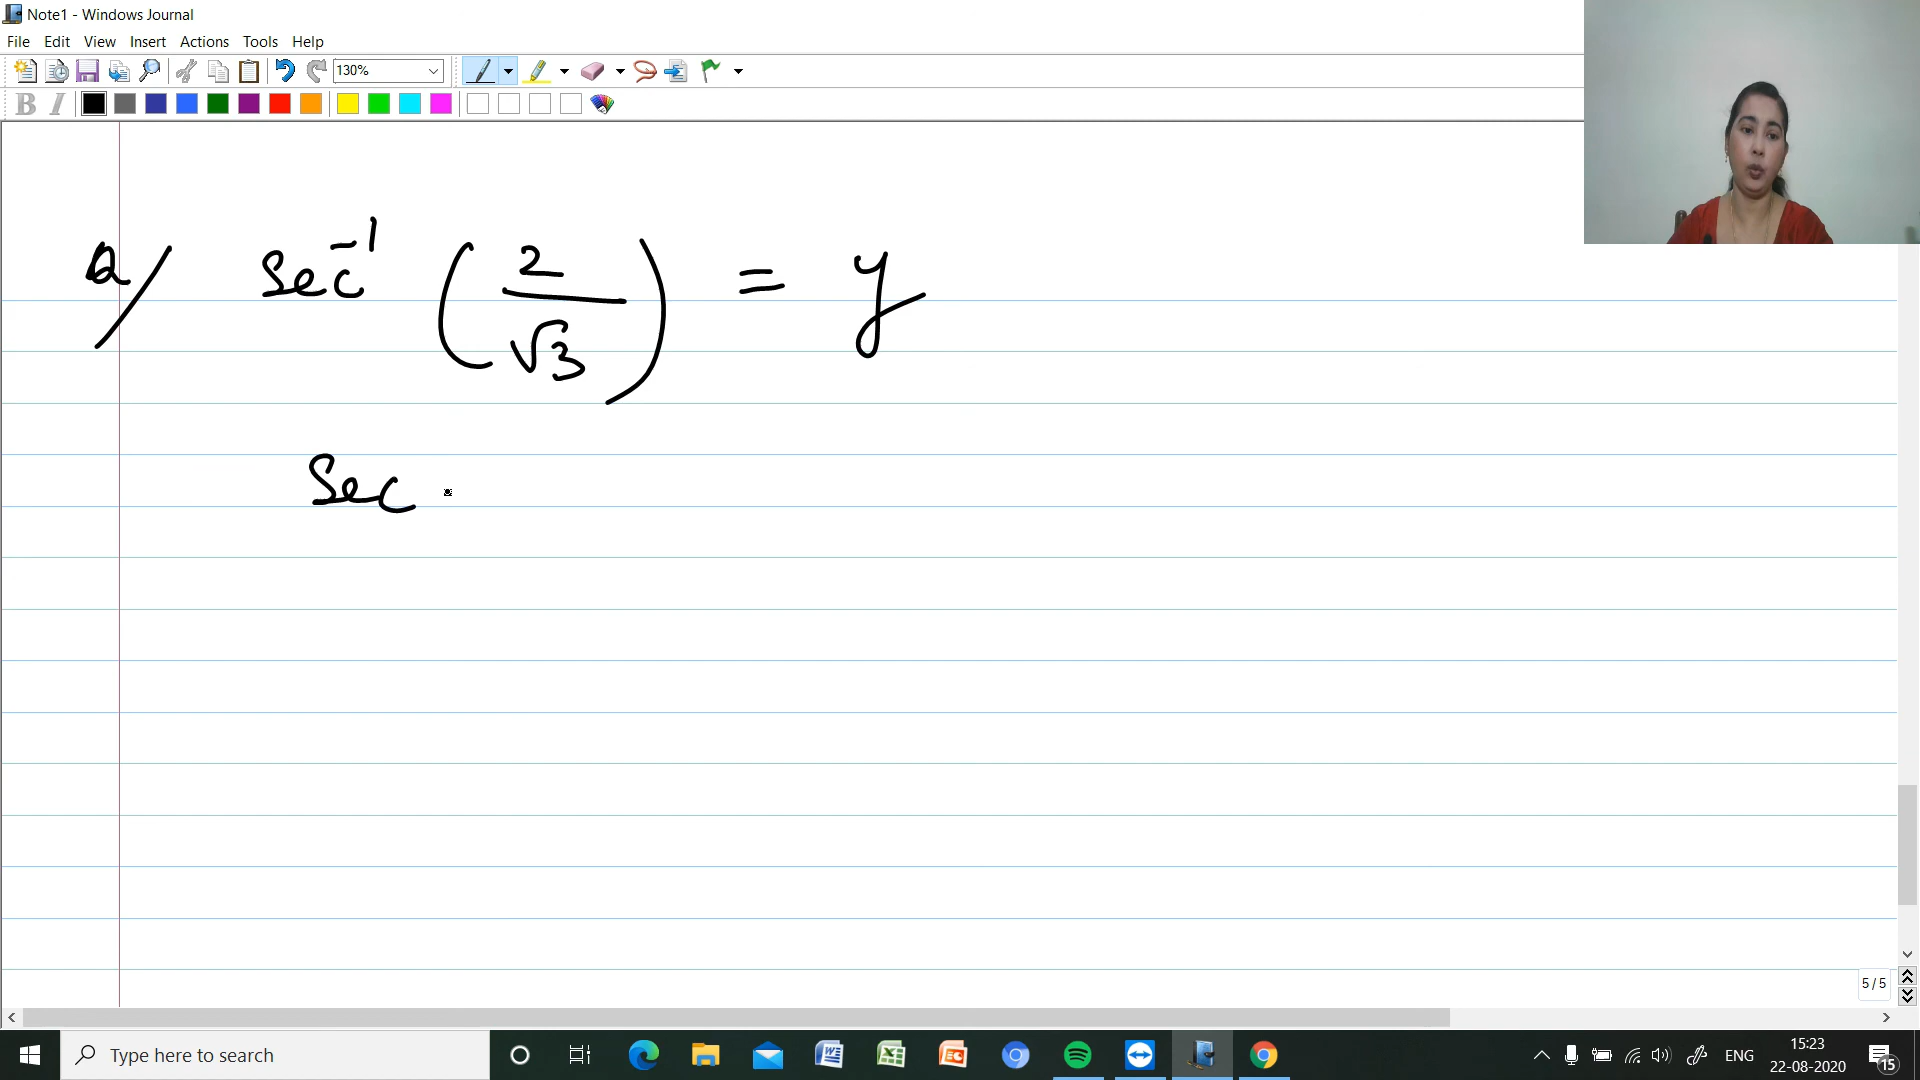 Note1 - Windows Journal
File Edit View Insert Actions Tools Help
130%
B I
Q/ Sec⁻¹ (2/√3) = y
Sec
5 / 5
Type here to search
ENG
15:23
22-08-2020
15